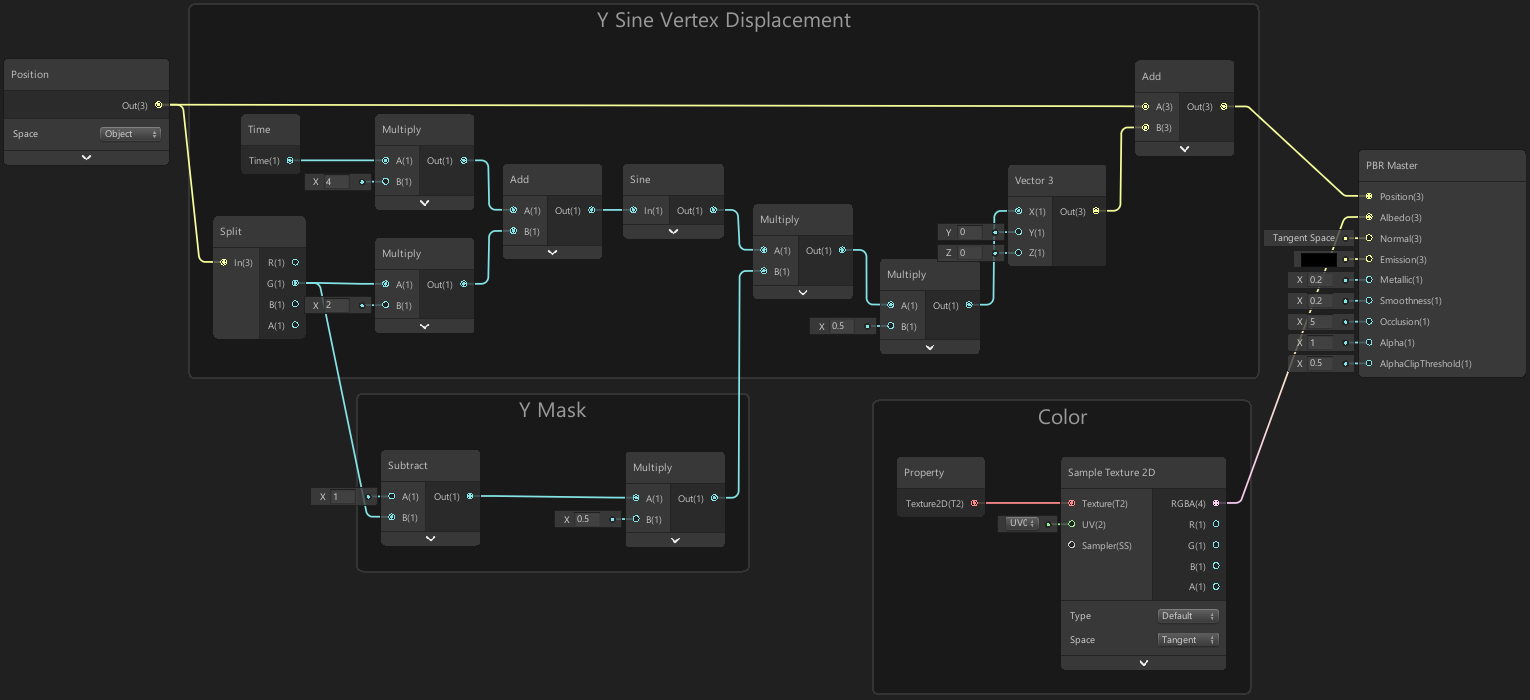 Y Sine Vertex Displacement
Position
Out(3)
Space Object
Time
Time(1)
Multiply
A(1) Out(1)
X 4 B(1)
Split
In(3) R(1)
G(1)
B(1)
A(1)
Multiply
A(1) Out(1)
X 2 B(1)
Add
A(1) Out(1)
B(1)
Sine
In(1) Out(1)
Multiply
A(1) Out(1)
B(1)
Multiply
A(1) Out(1)
X 0.5 B(1)
Vector 3
X(1) Out(3)
Y 0 Y(1)
Z 0 Z(1)
Add
A(3) Out(3)
B(3)
PBR Master
Position(3)
Albedo(3)
Tangent Space Normal(3)
Emission(3)
X 0.2 Metallic(1)
X 0.2 Smoothness(1)
X 5 Occlusion(1)
X 1 Alpha(1)
X 0.5 AlphaClipThreshold(1)
Y Mask
Subtract
X 1 A(1) Out(1)
B(1)
Multiply
A(1) Out(1)
X 0.5 B(1)
Color
Property
Texture2D(T2)
Sample Texture 2D
Texture(T2) RGBA(4)
UV(2) R(1)
Sampler(SS) G(1)
B(1)
A(1)
Type Default
Space Tangent